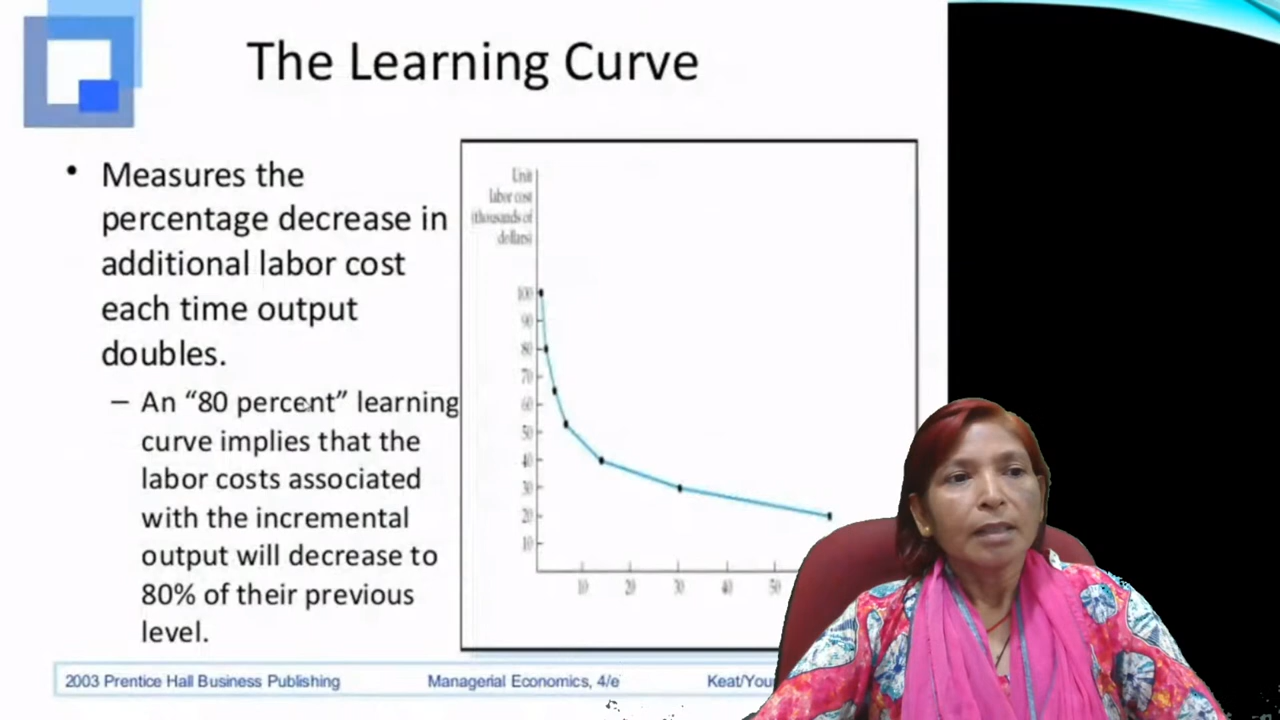 The Learning Curve
• Measures the
percentage decrease in
additional labor cost
each time output
doubles.
– An “80 percent” learning
curve implies that the
labor costs associated
with the incremental
output will decrease to
80% of their previous
level.
Unit
labor cost
(thousands of
dollars)
100
90
80
70
60
50
40
30
20
10
10 20 30 40 50
2003 Prentice Hall Business Publishing Managerial Economics, 4/e Keat/You